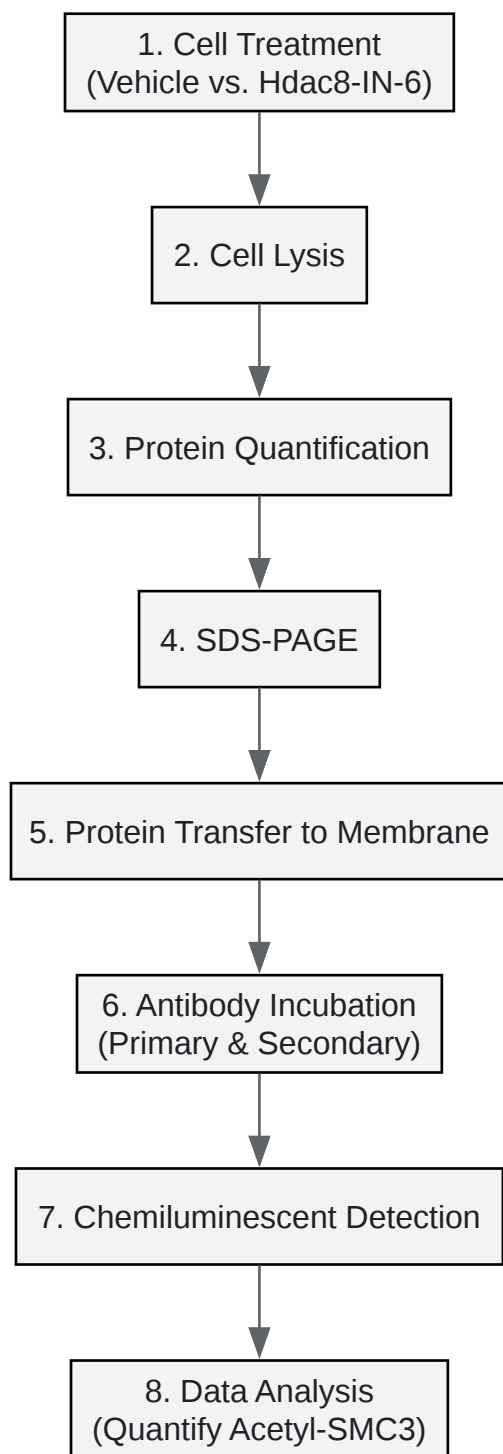 1. Cell Treatment
(Vehicle vs. Hdac8-IN-6)
2. Cell Lysis
3. Protein Quantification
4. SDS-PAGE
5. Protein Transfer to Membrane
6. Antibody Incubation
(Primary & Secondary)
7. Chemiluminescent Detection
8. Data Analysis
(Quantify Acetyl-SMC3)